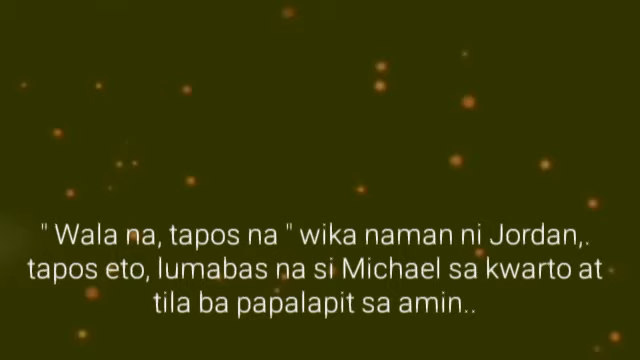 " Wala na, tapos na " wika naman ni Jordan,.
tapos eto, lumabas na si Michael sa kwarto at
tila ba papalapit sa amin..